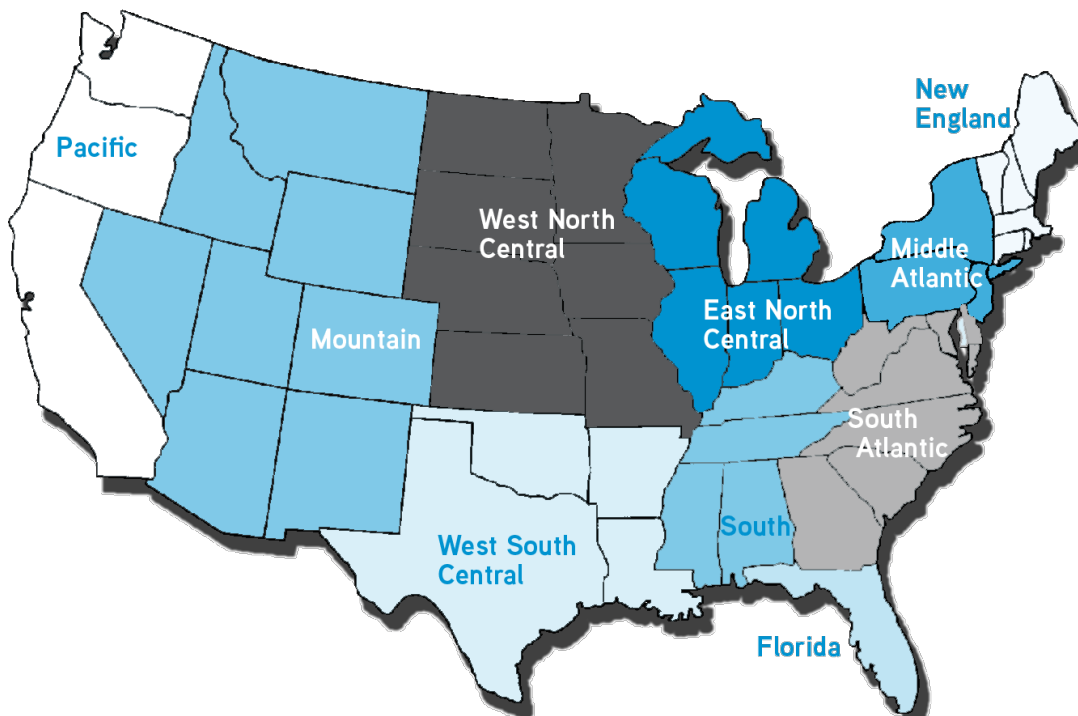 New
England
Pacific
West North
Central
Middle
Atlantic
East North
Central
Mountain
South
Atlantic
South
West South
Central
Florida